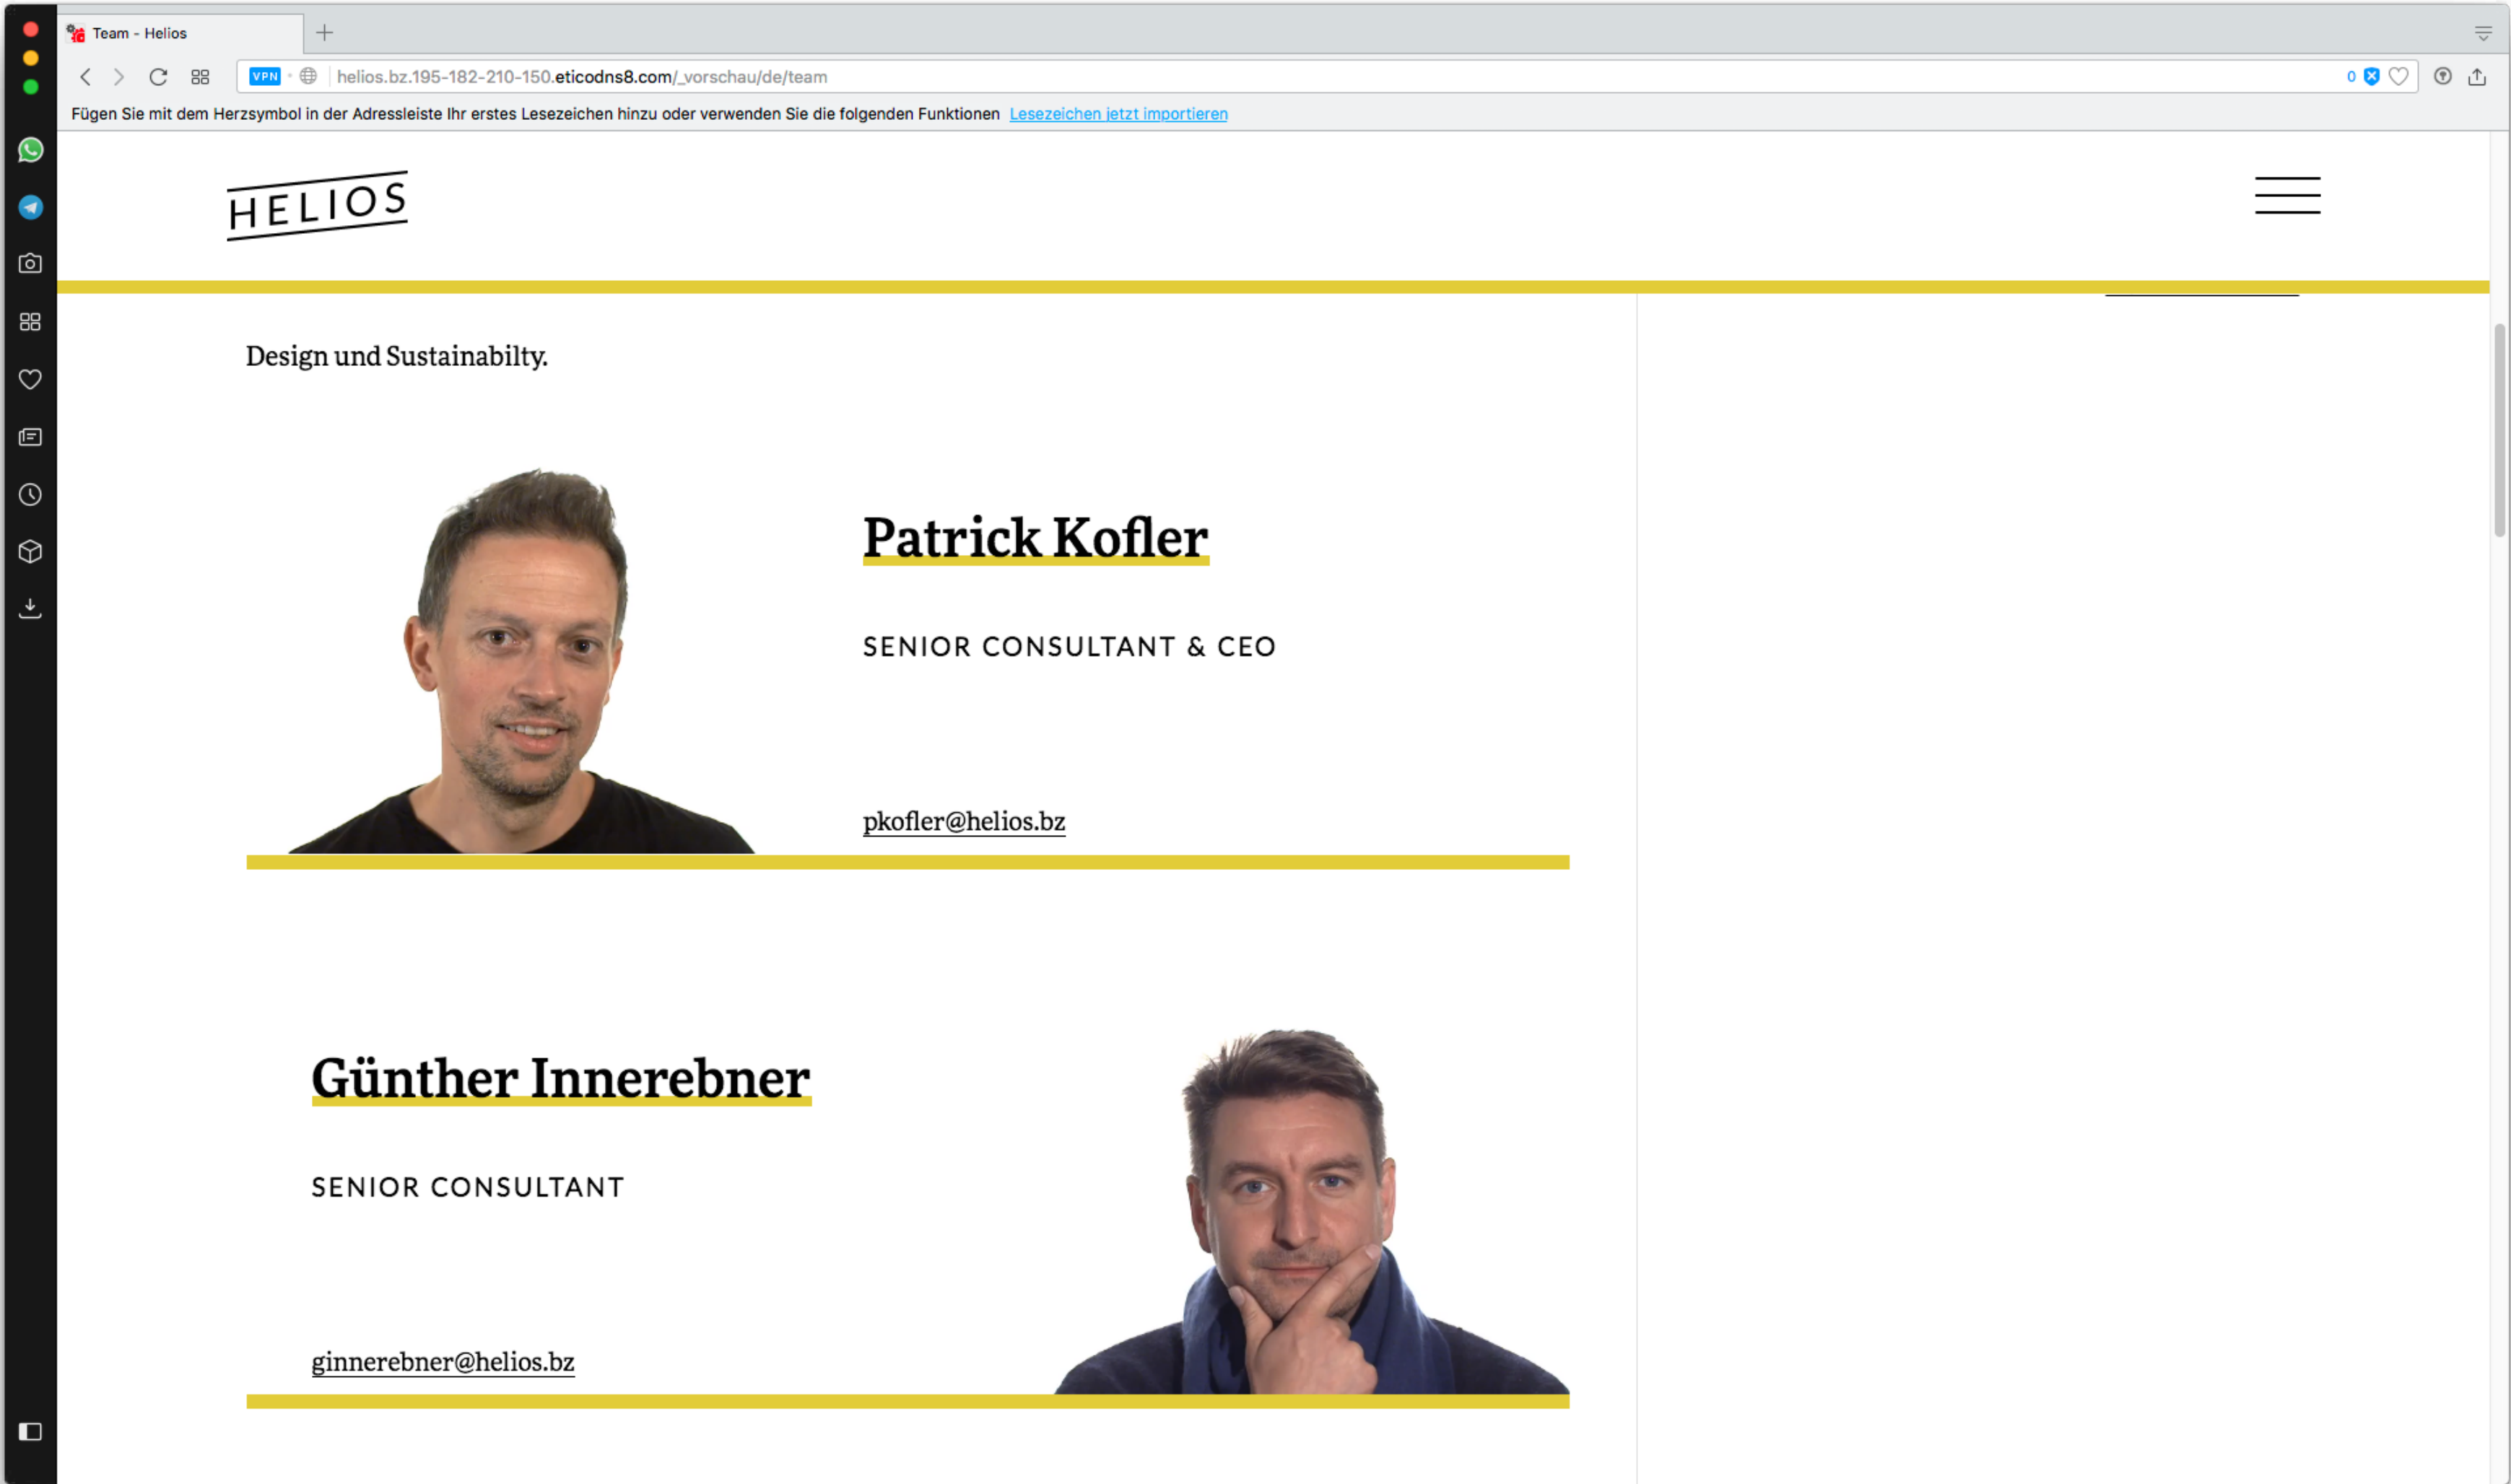 Team - Helios
VPN helios.bz.195-182-210-150.eticodns8.com/_vorschau/de/team 0
Fügen Sie mit dem Herzsymbol in der Adressleiste Ihr erstes Lesezeichen hinzu oder verwenden Sie die folgenden Funktionen Lesezeichen jetzt importieren
HELIOS
Design und Sustainabilty.
Patrick Kofler
SENIOR CONSULTANT & CEO
pkofler@helios.bz
Günther Innerebner
SENIOR CONSULTANT
ginnerebner@helios.bz